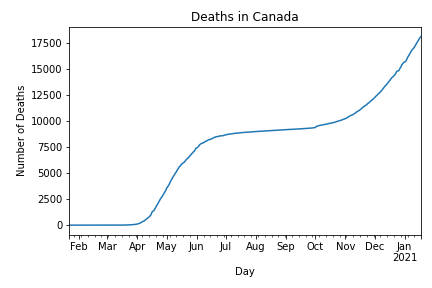 Deaths in Canada
Number of Deaths
17500
15000
12500
10000
7500
5000
2500
0
Feb Mar Apr May Jun Jul Aug Sep Oct Nov Dec Jan
2021
Day